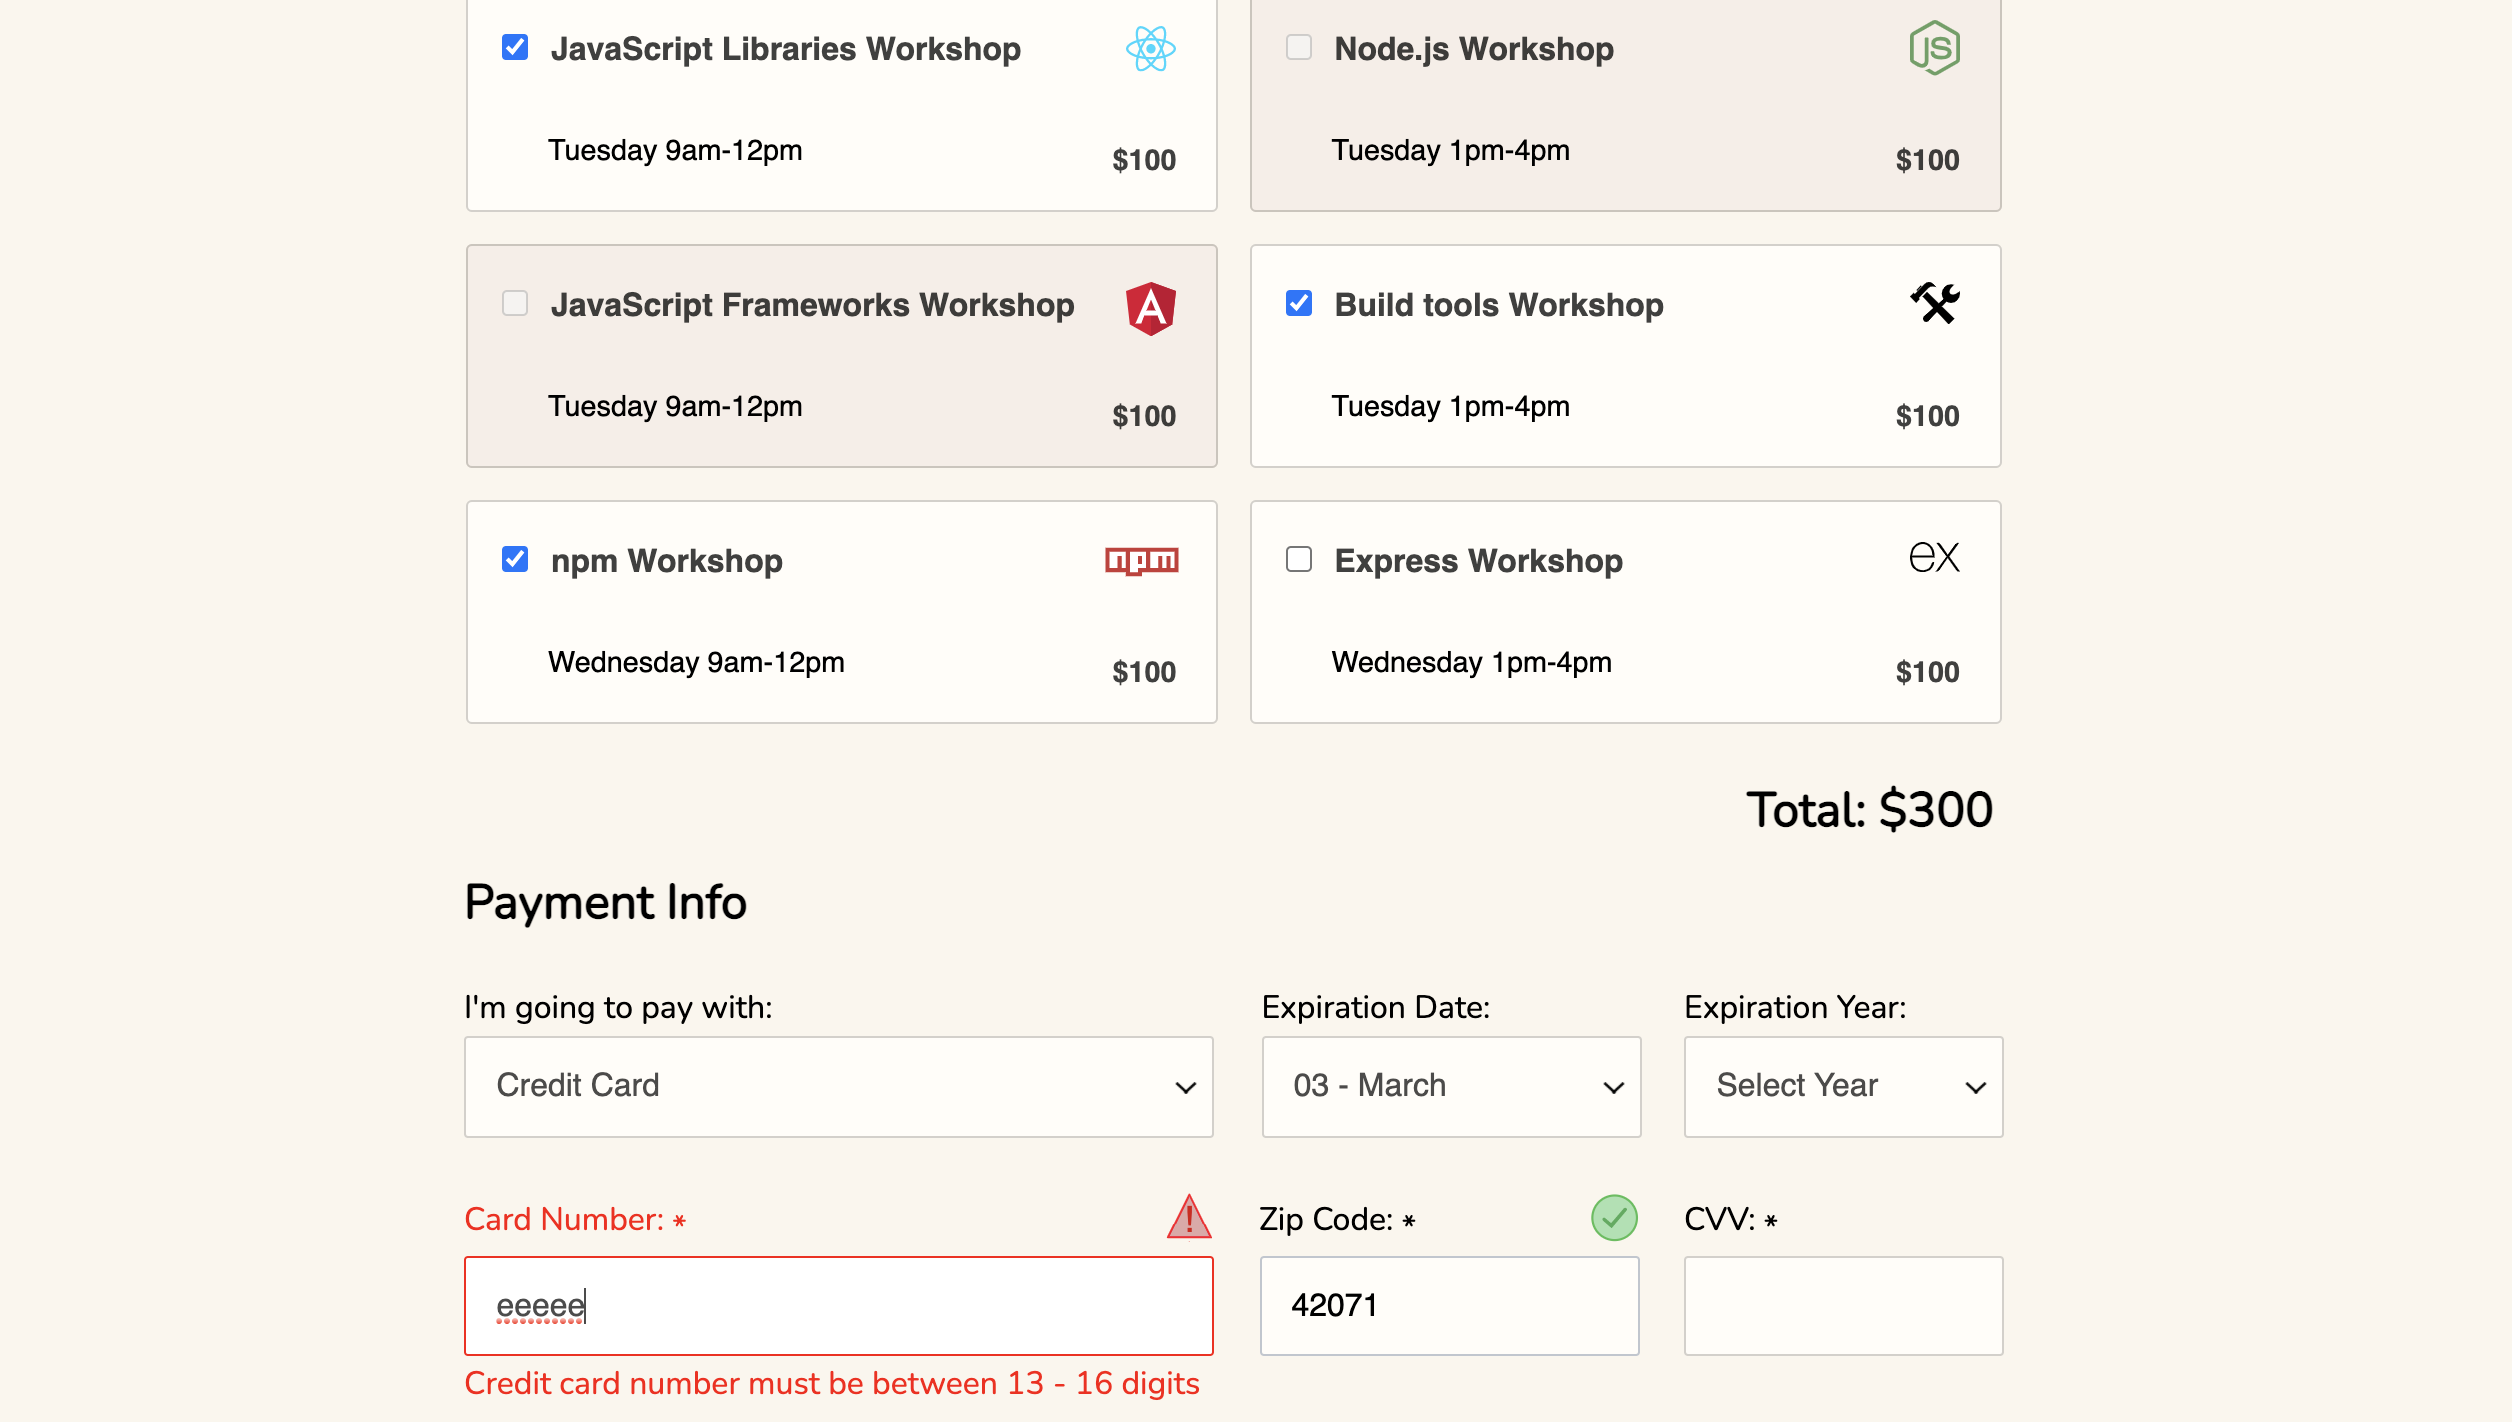 JavaScript Libraries Workshop
Tuesday 9am-12pm
$100
Node.js Workshop
JS
Tuesday 1pm-4pm
$100
JavaScript Frameworks Workshop
A
Tuesday 9am-12pm
$100
Build tools Workshop
Tuesday 1pm-4pm
$100
npm Workshop
npm
Wednesday 9am-12pm
$100
Express Workshop
ex
Wednesday 1pm-4pm
$100
Total: $300
Payment Info
I'm going to pay with:
Credit Card
Expiration Date:
03 - March
Expiration Year:
Select Year
Card Number: *
eeeee
Credit card number must be between 13 - 16 digits
Zip Code: *
42071
CVV: *